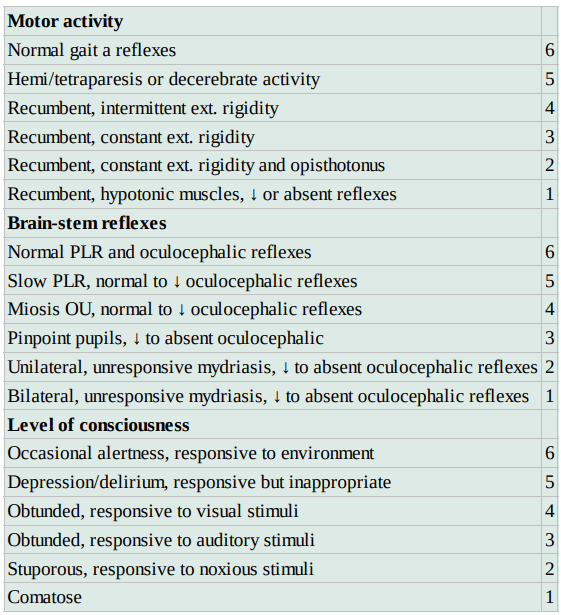 Motor activity
Normal gait a reflexes 6
Hemi/tetraparesis or decerebrate activity 5
Recumbent, intermittent ext. rigidity 4
Recumbent, constant ext. rigidity 3
Recumbent, constant ext. rigidity and opisthotonus 2
Recumbent, hypotonic muscles, ↓ or absent reflexes 1
Brain-stem reflexes
Normal PLR and oculocephalic reflexes 6
Slow PLR, normal to ↓ oculocephalic reflexes 5
Miosis OU, normal to ↓ oculocephalic reflexes 4
Pinpoint pupils, ↓ to absent oculocephalic 3
Unilateral, unresponsive mydriasis, ↓ to absent oculocephalic reflexes 2
Bilateral, unresponsive mydriasis, ↓ to absent oculocephalic reflexes 1
Level of consciousness
Occasional alertness, responsive to environment 6
Depression/delirium, responsive but inappropriate 5
Obtunded, responsive to visual stimuli 4
Obtunded, responsive to auditory stimuli 3
Stuporous, responsive to noxious stimuli 2
Comatose 1